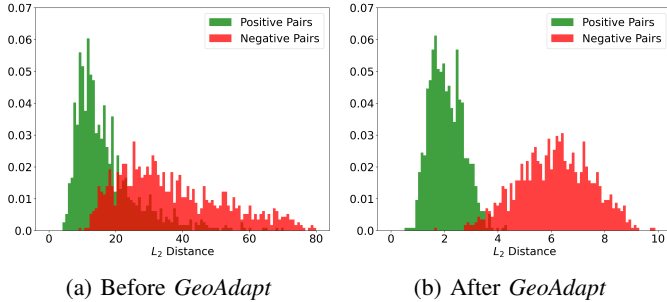 0.07
0.06
0.05
0.04
0.03
0.02
0.01
0.0
0 20 40 60 80
L2 Distance
Positive Pairs
Negative Pairs
(a) Before GeoAdapt
0.07
0.06
0.05
0.04
0.03
0.02
0.01
0.00
0 2 4 6 8 10
L2 Distance
Positive Pairs
Negative Pairs
(b) After GeoAdapt